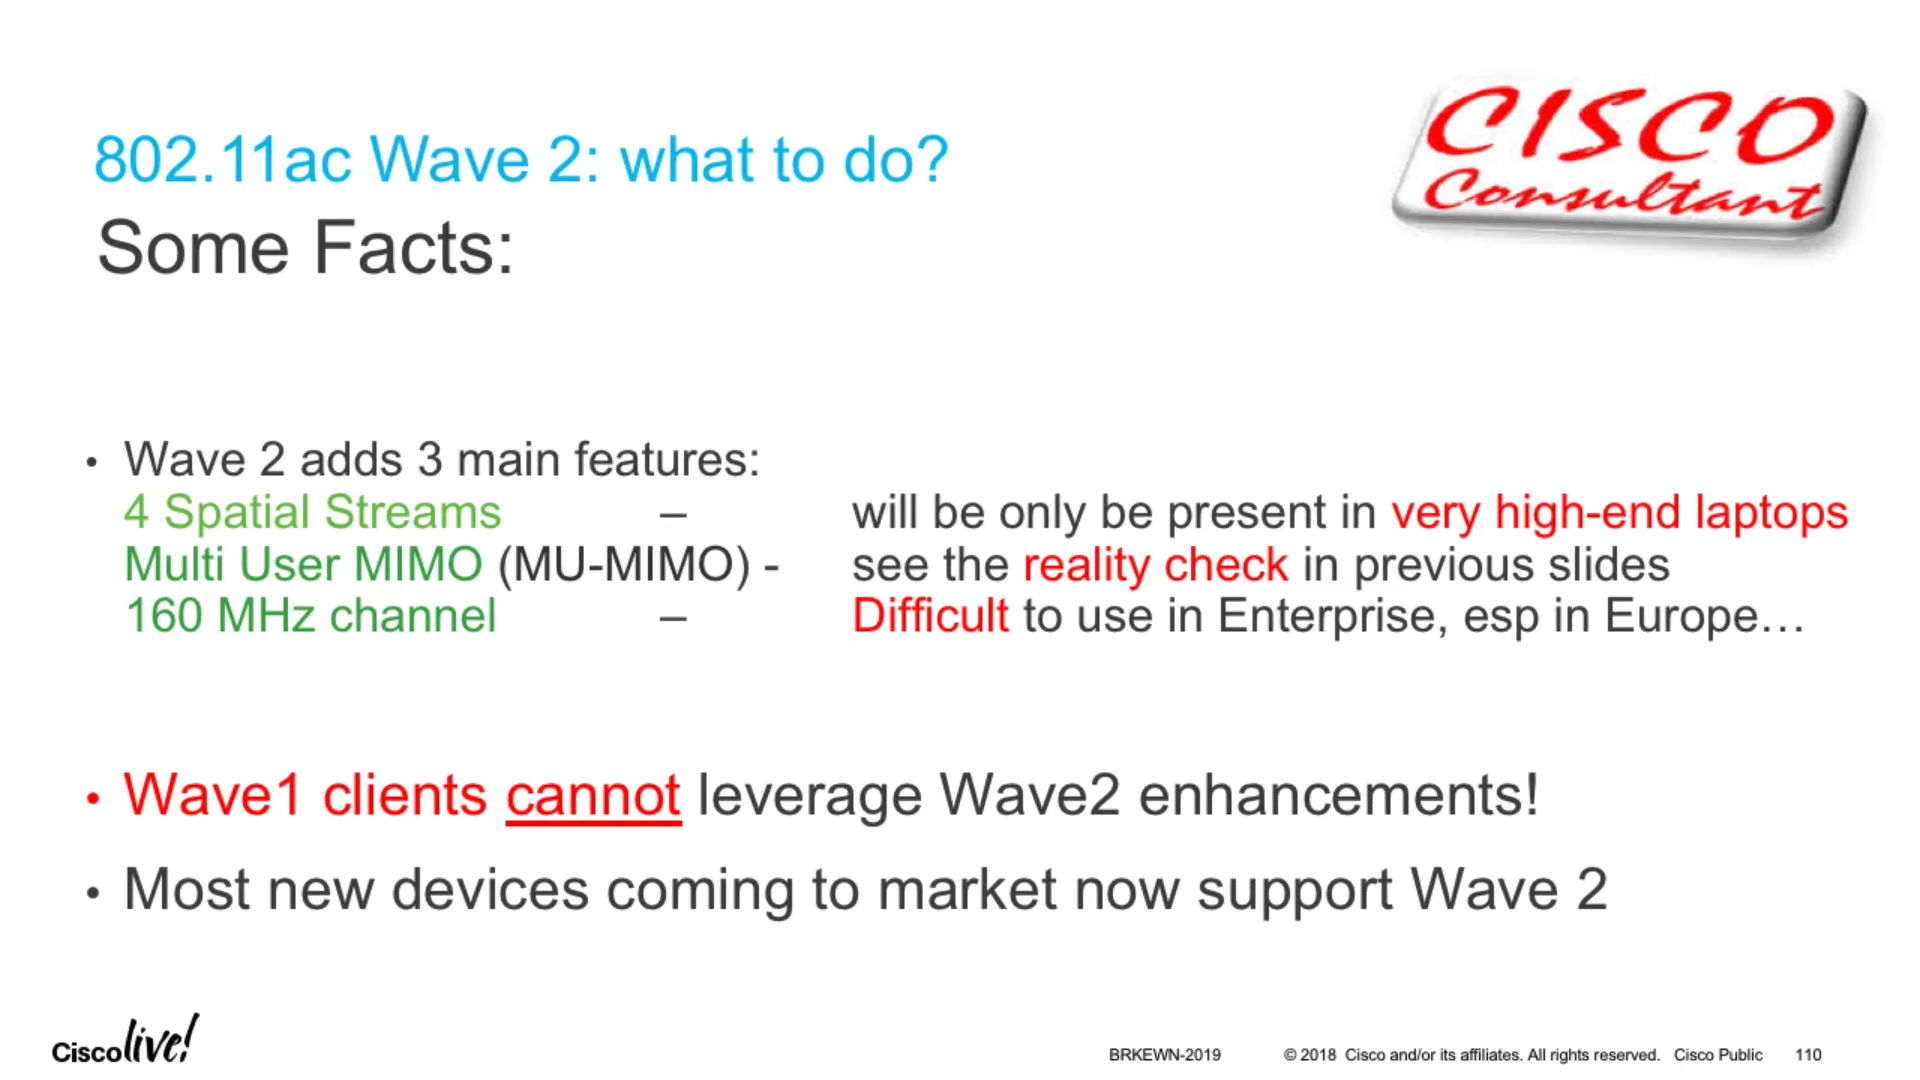 CISCO
Consultant
802.11ac Wave 2: what to do?
Some Facts:
• Wave 2 adds 3 main features:
4 Spatial Streams – will be only be present in very high-end laptops
Multi User MIMO (MU-MIMO) - see the reality check in previous slides
160 MHz channel – Difficult to use in Enterprise, esp in Europe…
• Wave1 clients cannot leverage Wave2 enhancements!
• Most new devices coming to market now support Wave 2
Cisco live!
BRKEWN-2019 © 2018 Cisco and/or its affiliates. All rights reserved. Cisco Public 110